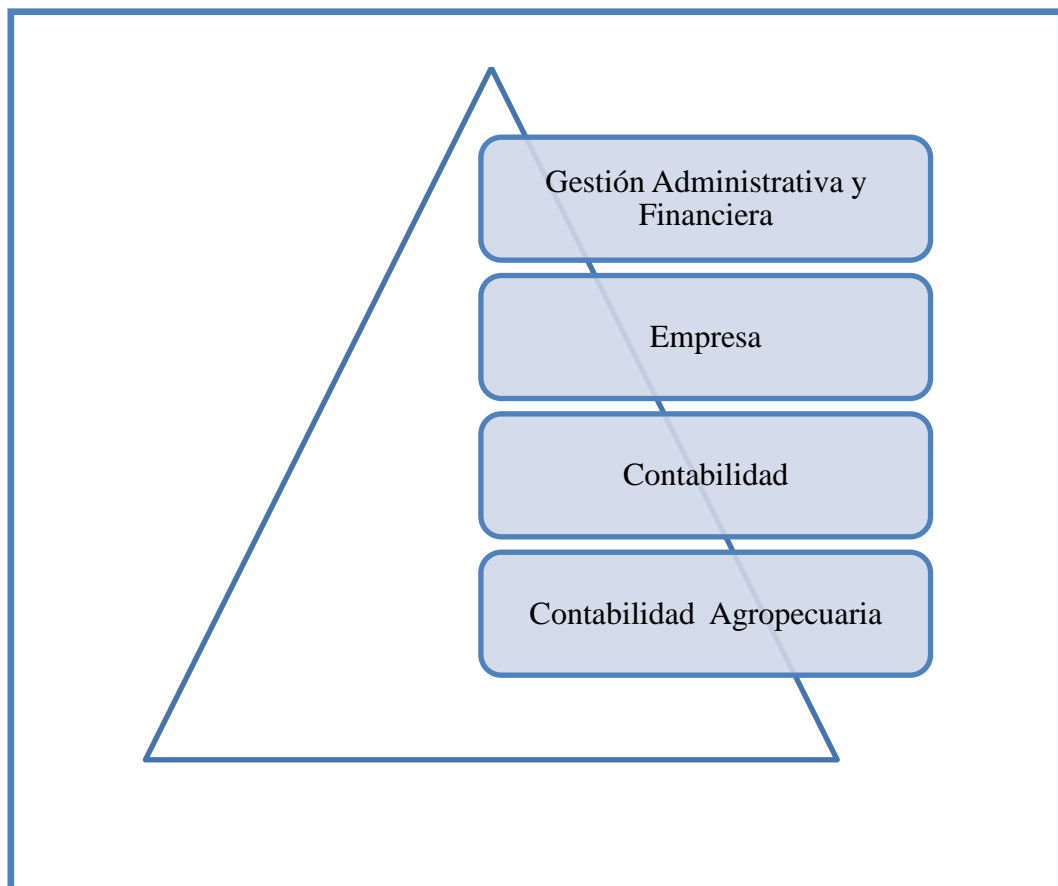 Gestión Administrativa y
Financiera
Empresa
Contabilidad
Contabilidad  Agropecuaria